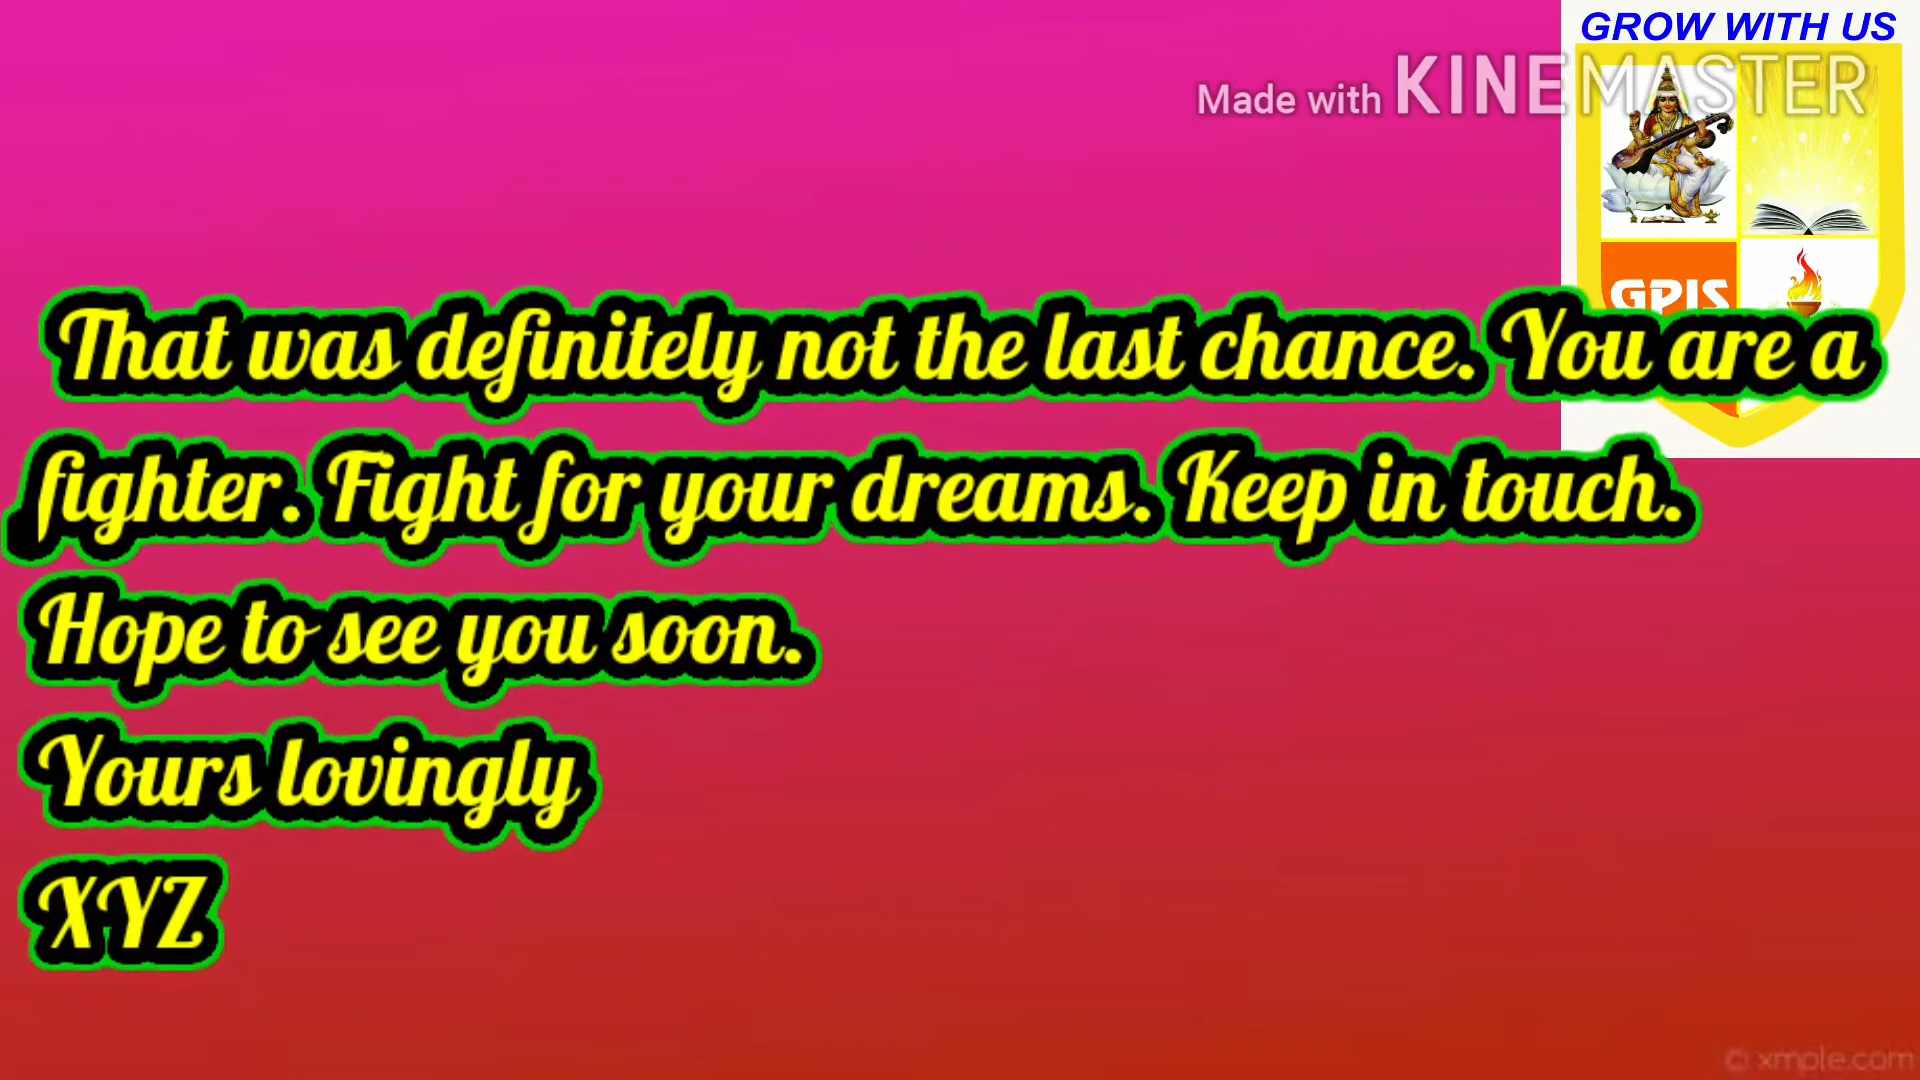 GROW WITH US
Made with KINEMASTER
GPIS
That was definitely not the last chance. You are a
fighter. Fight for your dreams. Keep in touch.
Hope to see you soon.
Yours lovingly
XYZ
© xmple.com